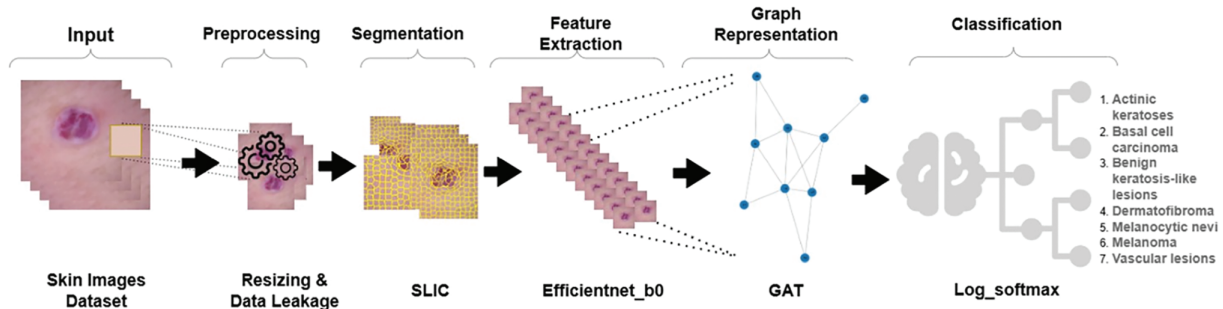 Input
Preprocessing
Segmentation
Feature
Extraction
Graph
Representation
Classification
1. Actinic
keratoses
2. Basal cell
carcinoma
3. Benign
keratosis-like
lesions
4. Dermatofibroma
5. Melanocytic nevi
6. Melanoma
7. Vascular lesions
Skin Images
Dataset
Resizing &
Data Leakage
SLIC
Efficientnet_b0
GAT
Log_softmax